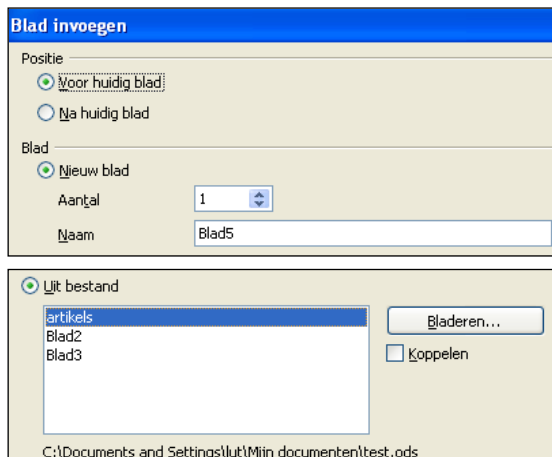 Blad invoegen
Positie
Voor huidig blad
Na huidig blad
Blad
Nieuw blad
Aantal 1
Naam Blad5
Uit bestand
artikels
Bladeren...
Blad2
Blad3
Koppelen
C:\Documents and Settings\lut\Mijn documenten\test.ods